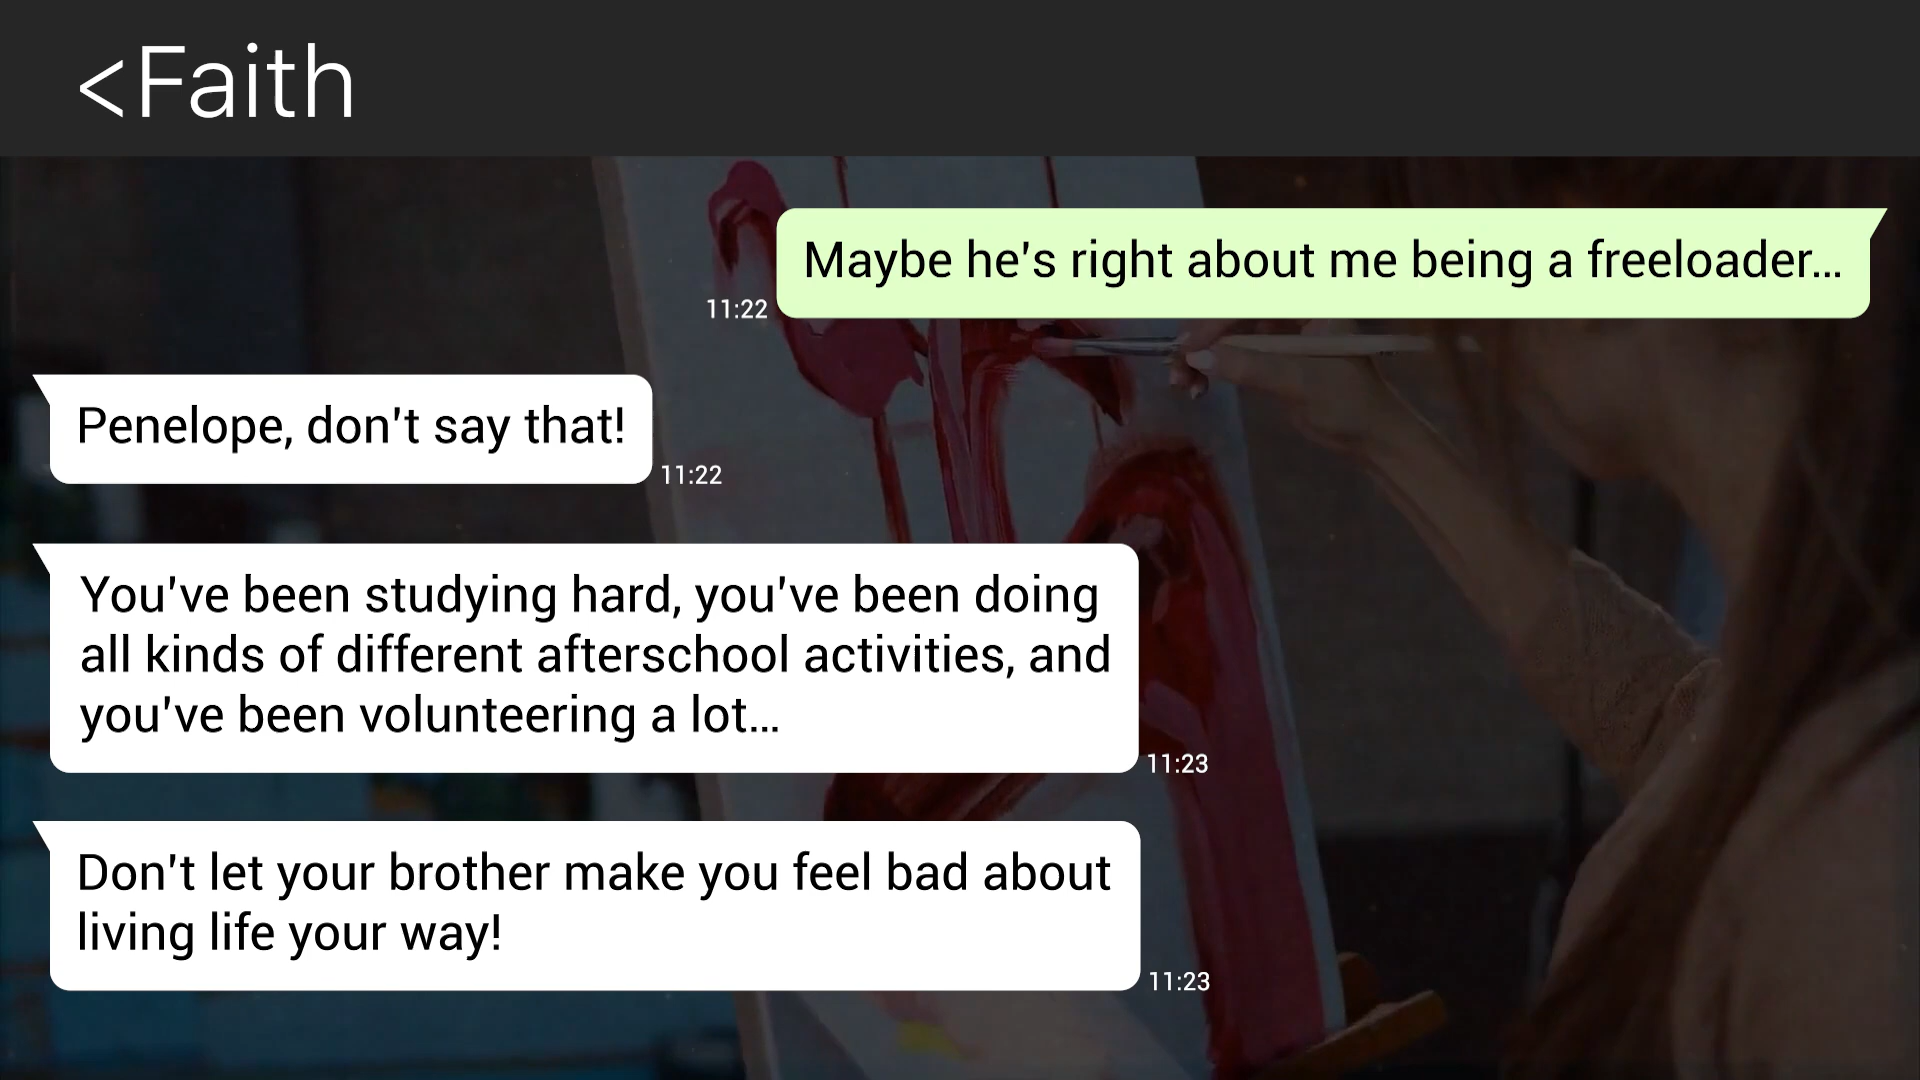 <Faith
Maybe he's right about me being a freeloader...
11:22
Penelope, don't say that!
11:22
You've been studying hard, you've been doing
all kinds of different afterschool activities, and
you've been volunteering a lot...
11:23
Don't let your brother make you feel bad about
living life your way!
11:23